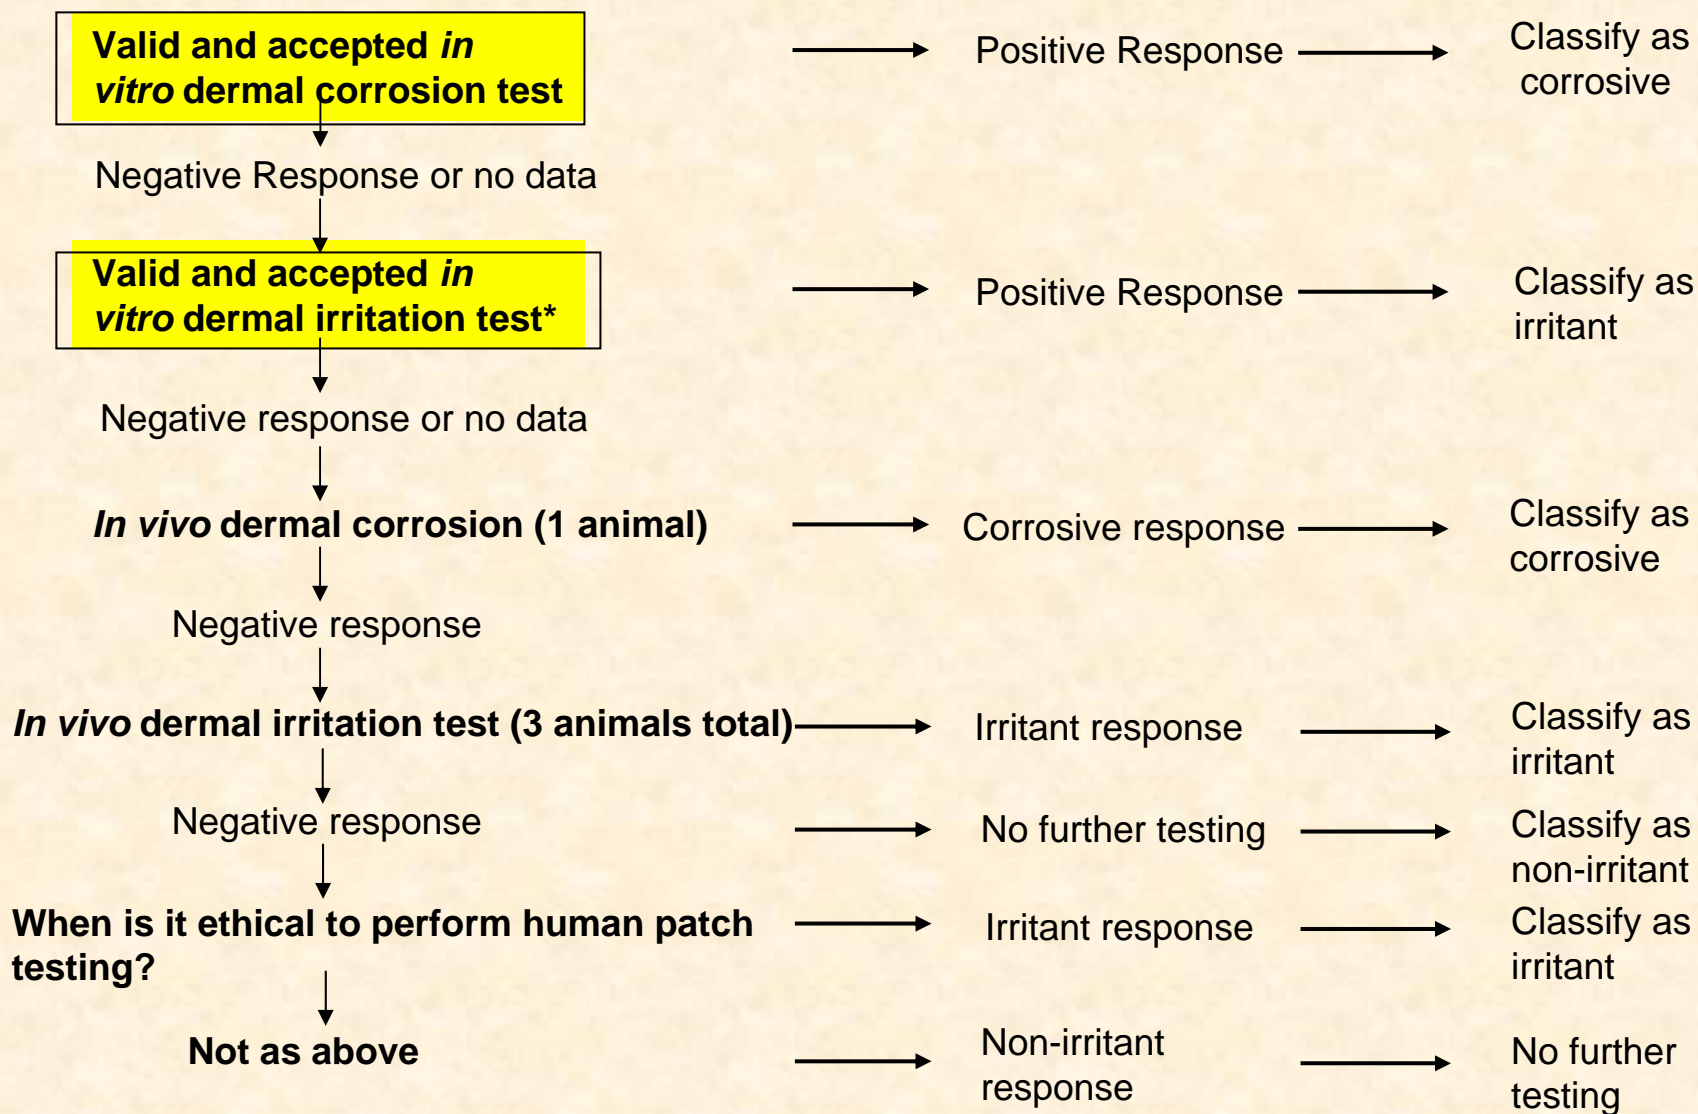 Valid and accepted in
vitro dermal corrosion test
Positive Response
Classify as
corrosive
Negative Response or no data
Valid and accepted in
vitro dermal irritation test*
Positive Response
Classify as
irritant
Negative response or no data
In vivo dermal corrosion (1 animal)
Corrosive response
Classify as
corrosive
Negative response
In vivo dermal irritation test (3 animals total)
Irritant response
Classify as
irritant
Negative response
No further testing
Classify as
non-irritant
When is it ethical to perform human patch
testing?
Irritant response
Classify as
irritant
Not as above
Non-irritant
response
No further
testing